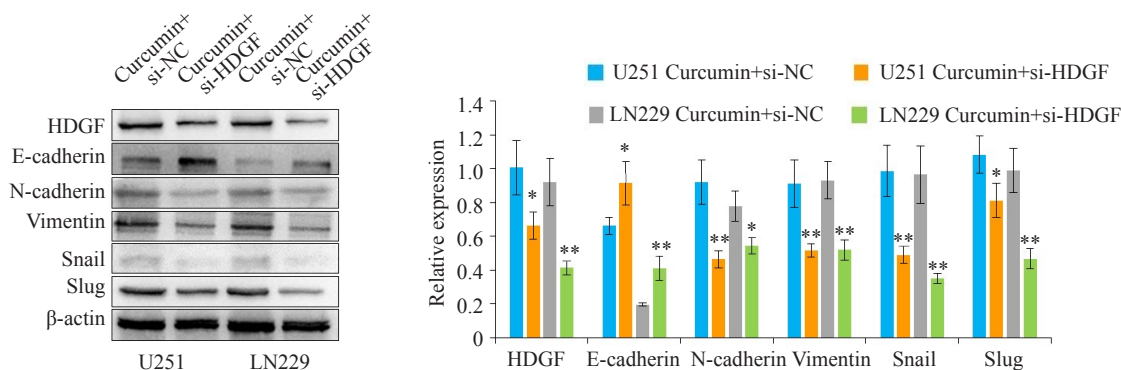 Curcumin+
si-NC
Curcumin+
si-HDGF
Curcumin+
si-NC
Curcumin+
si-HDGF
HDGF
E-cadherin
N-cadherin
Vimentin
Snail
Slug
β-actin
U251
LN229
U251 Curcumin+si-NC
U251 Curcumin+si-HDGF
LN229 Curcumin+si-NC
LN229 Curcumin+si-HDGF
Relative expression
1.4
1.2
1.0
0.8
0.6
0.4
0.2
0
*
**
*
**
**
*
**
**
**
**
*
**
HDGF
E-cadherin
N-cadherin
Vimentin
Snail
Slug